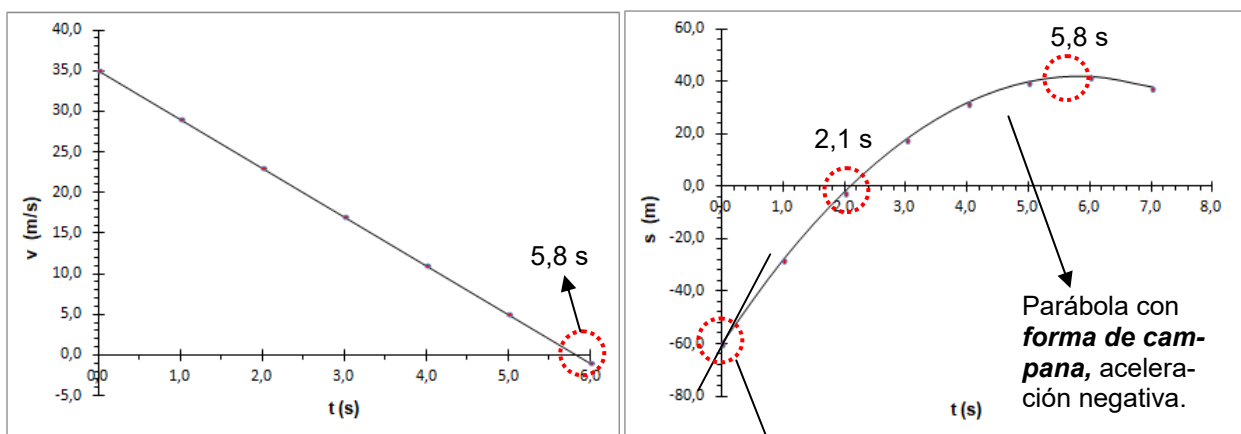 40,0
35,0
30,0
25,0
20,0
15,0
10,0
5,0
0,0
-5,0
v (m/s)
0,0 1,0 2,0 3,0 4,0 5,0 6,0
t (s)
5,8 s
60,0
40,0
20,0
0,0
-20,0
-40,0
-60,0
-80,0
s (m)
0,0 1,0 2,0 3,0 4,0 5,0 6,0 7,0 8,0
t (s)
5,8 s
2,1 s
Parábola con
forma de cam-
pana, acelera-
ción negativa.